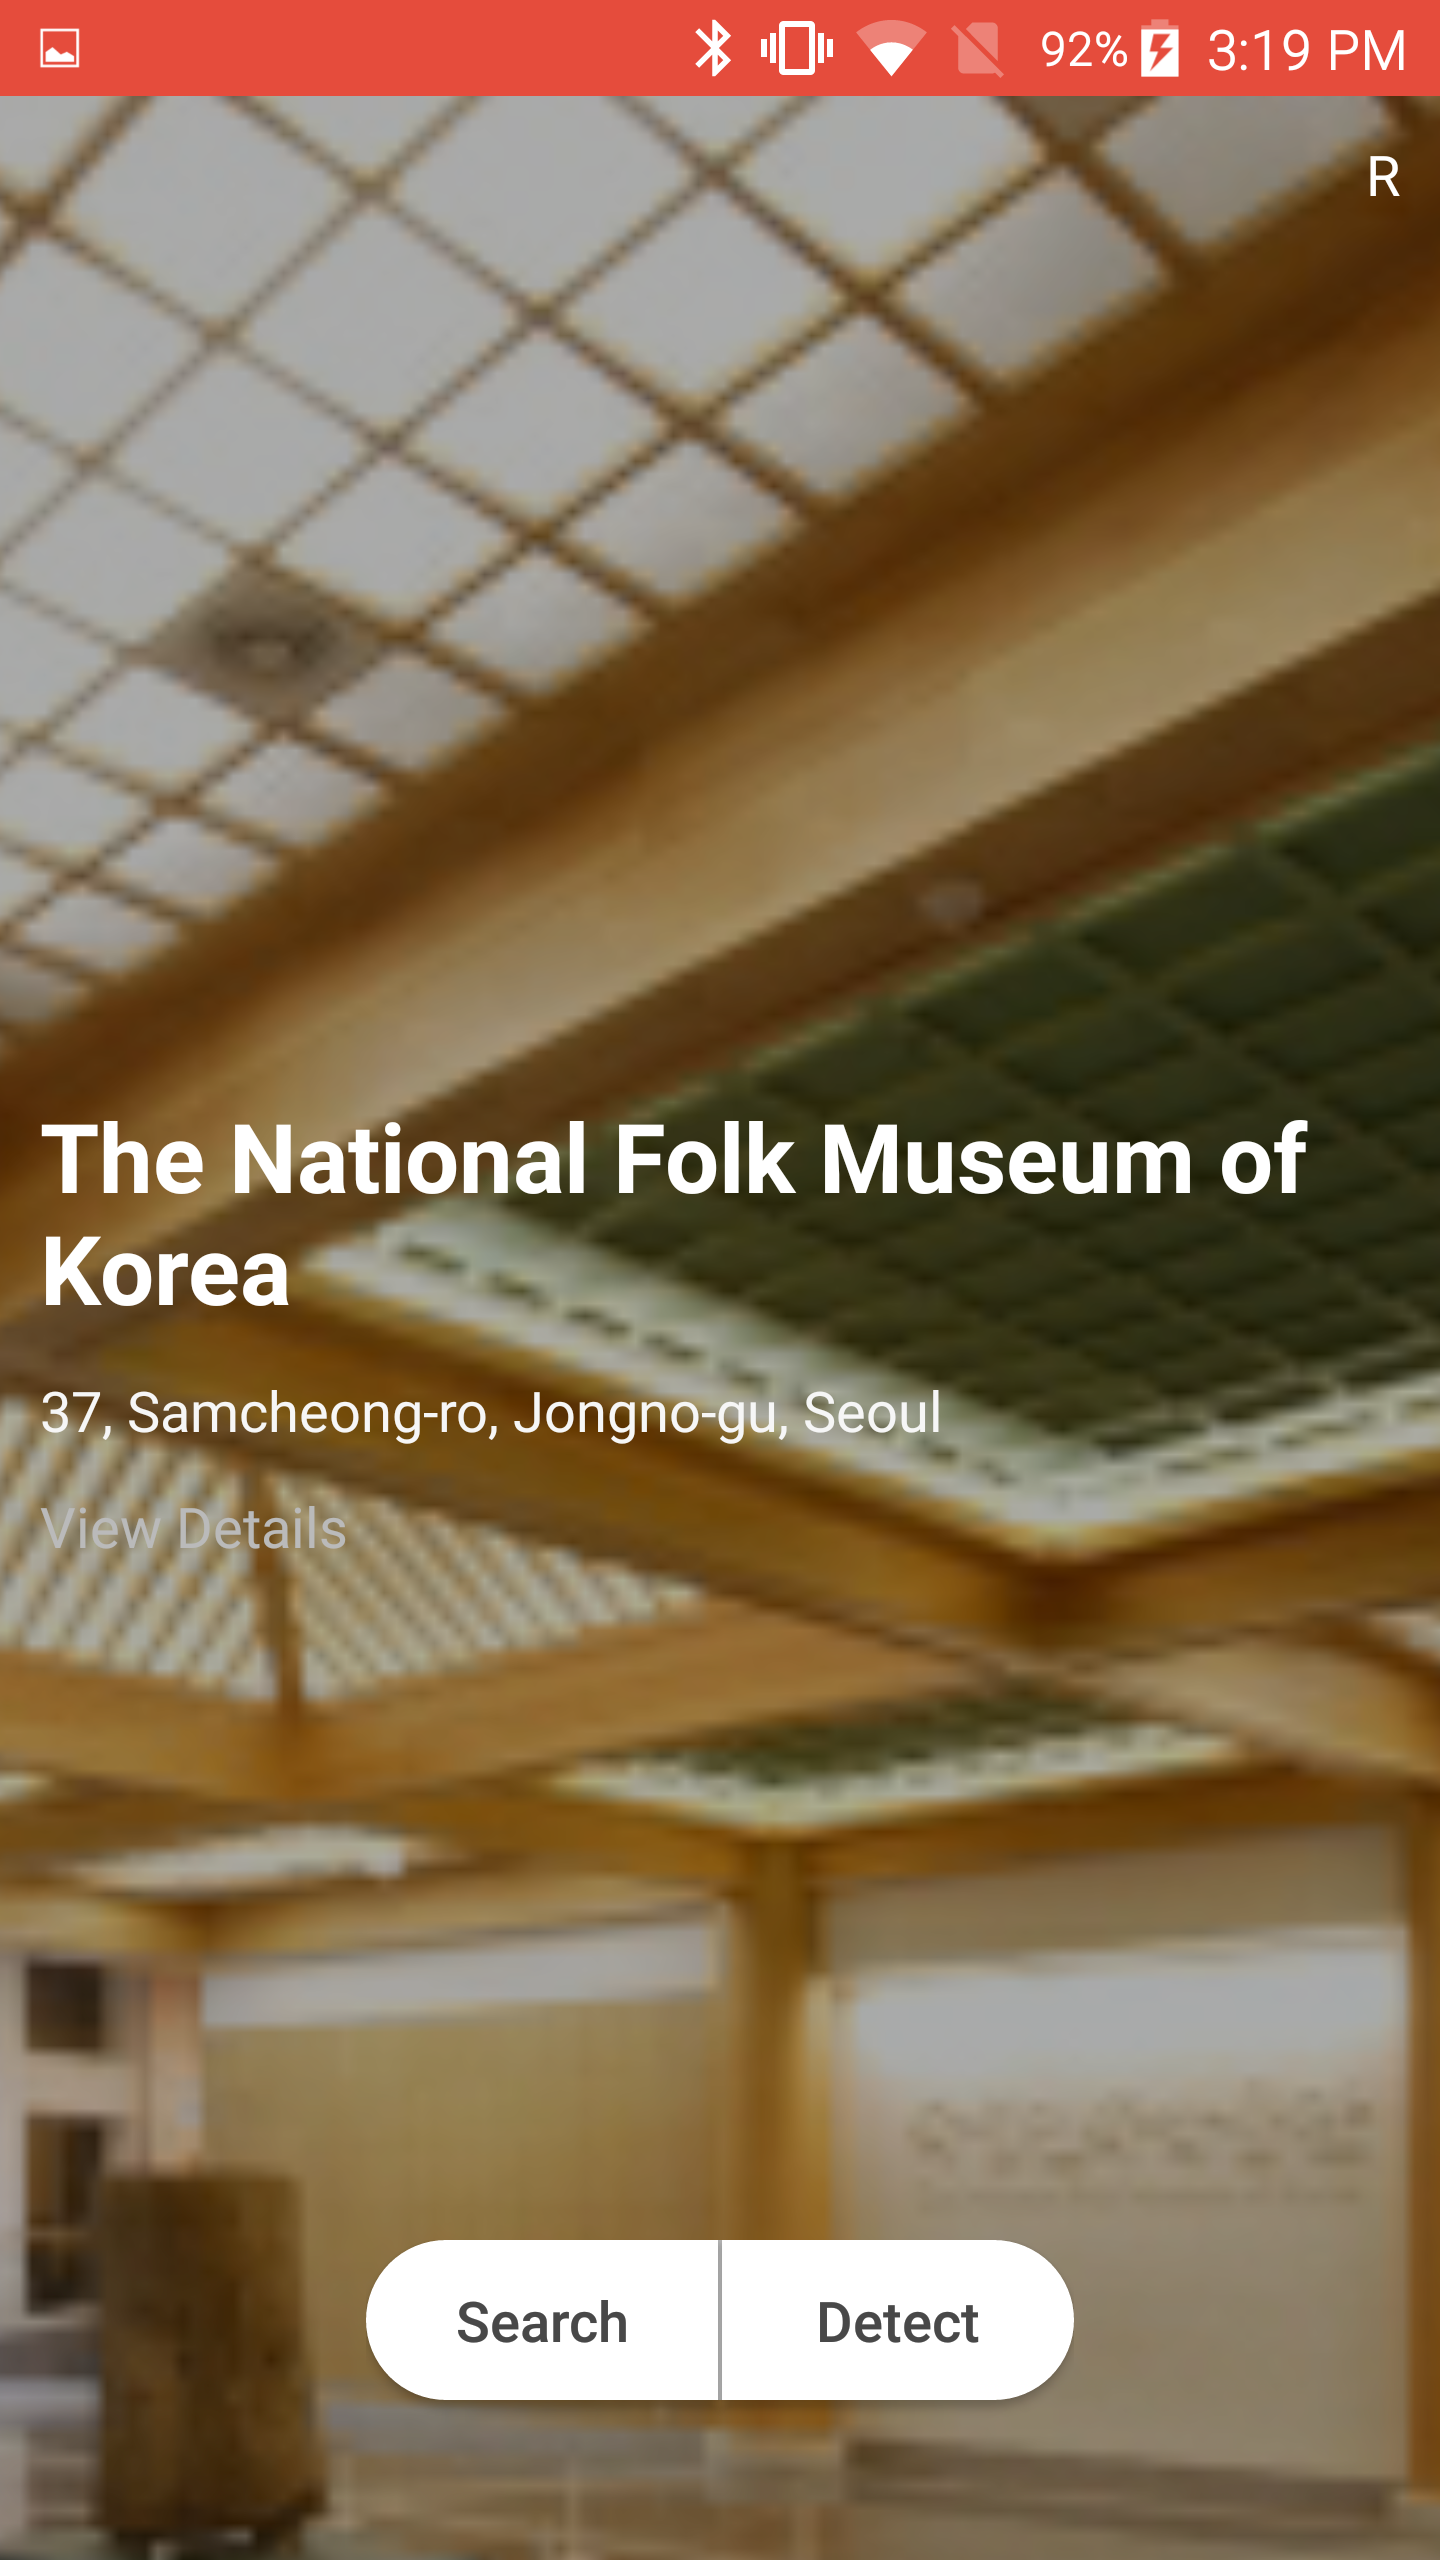 92% 3:19 PM
R
The National Folk Museum of
Korea
37, Samcheong-ro, Jongno-gu, Seoul
View Details
Search Detect